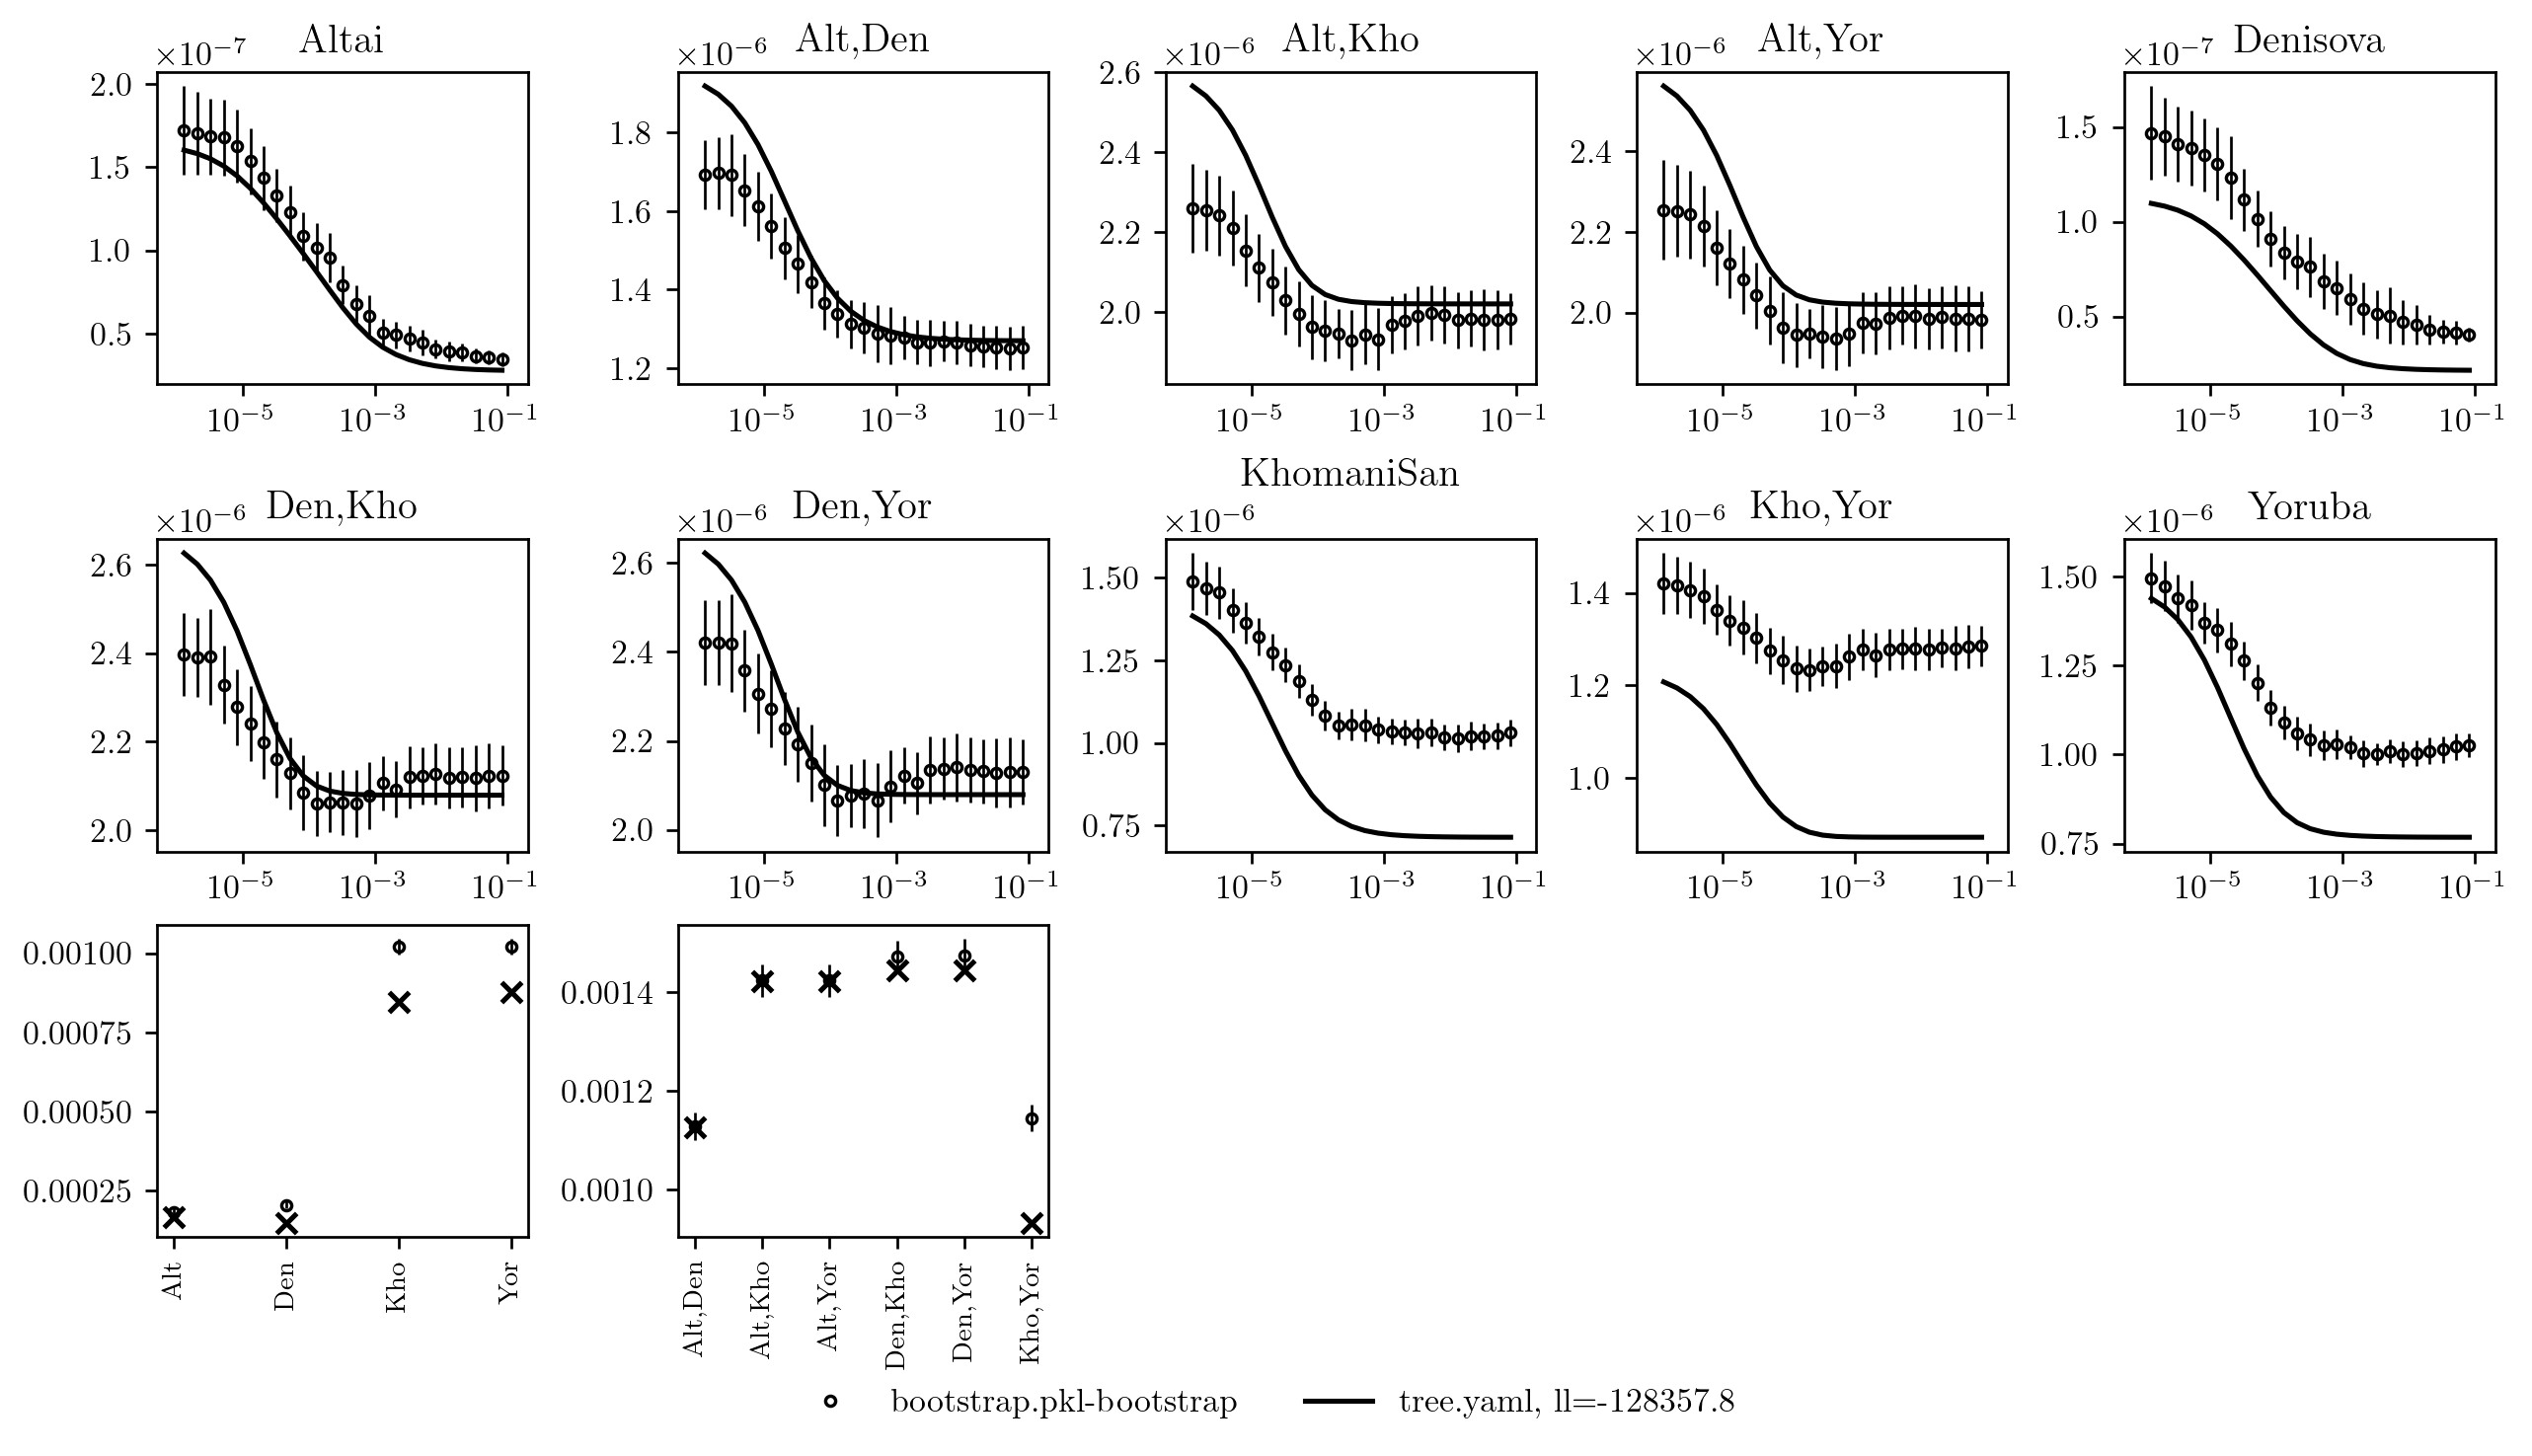 Altai
×10⁻⁷
2.0
1.5
1.0
0.5
10⁻⁵ 10⁻³ 10⁻¹
Alt,Den
×10⁻⁶
1.8
1.6
1.4
1.2
10⁻⁵ 10⁻³ 10⁻¹
Alt,Kho
×10⁻⁶
2.6
2.4
2.2
2.0
10⁻⁵ 10⁻³ 10⁻¹
Alt,Yor
×10⁻⁶
2.4
2.2
2.0
10⁻⁵ 10⁻³ 10⁻¹
Denisova
×10⁻⁷
1.5
1.0
0.5
10⁻⁵ 10⁻³ 10⁻¹
Den,Kho
×10⁻⁶
2.6
2.4
2.2
2.0
10⁻⁵ 10⁻³ 10⁻¹
Den,Yor
×10⁻⁶
2.6
2.4
2.2
2.0
10⁻⁵ 10⁻³ 10⁻¹
KhomaniSan
×10⁻⁶
1.50
1.25
1.00
0.75
10⁻⁵ 10⁻³ 10⁻¹
Kho,Yor
×10⁻⁶
1.4
1.2
1.0
10⁻⁵ 10⁻³ 10⁻¹
Yoruba
×10⁻⁶
1.50
1.25
1.00
0.75
10⁻⁵ 10⁻³ 10⁻¹
0.00100
0.00075
0.00050
0.00025
Alt
Den
Kho
Yor
0.0014
0.0012
0.0010
Alt,Den
Alt,Kho
Alt,Yor
Den,Kho
Den,Yor
Kho,Yor
bootstrap.pkl-bootstrap
tree.yaml, ll=-128357.8